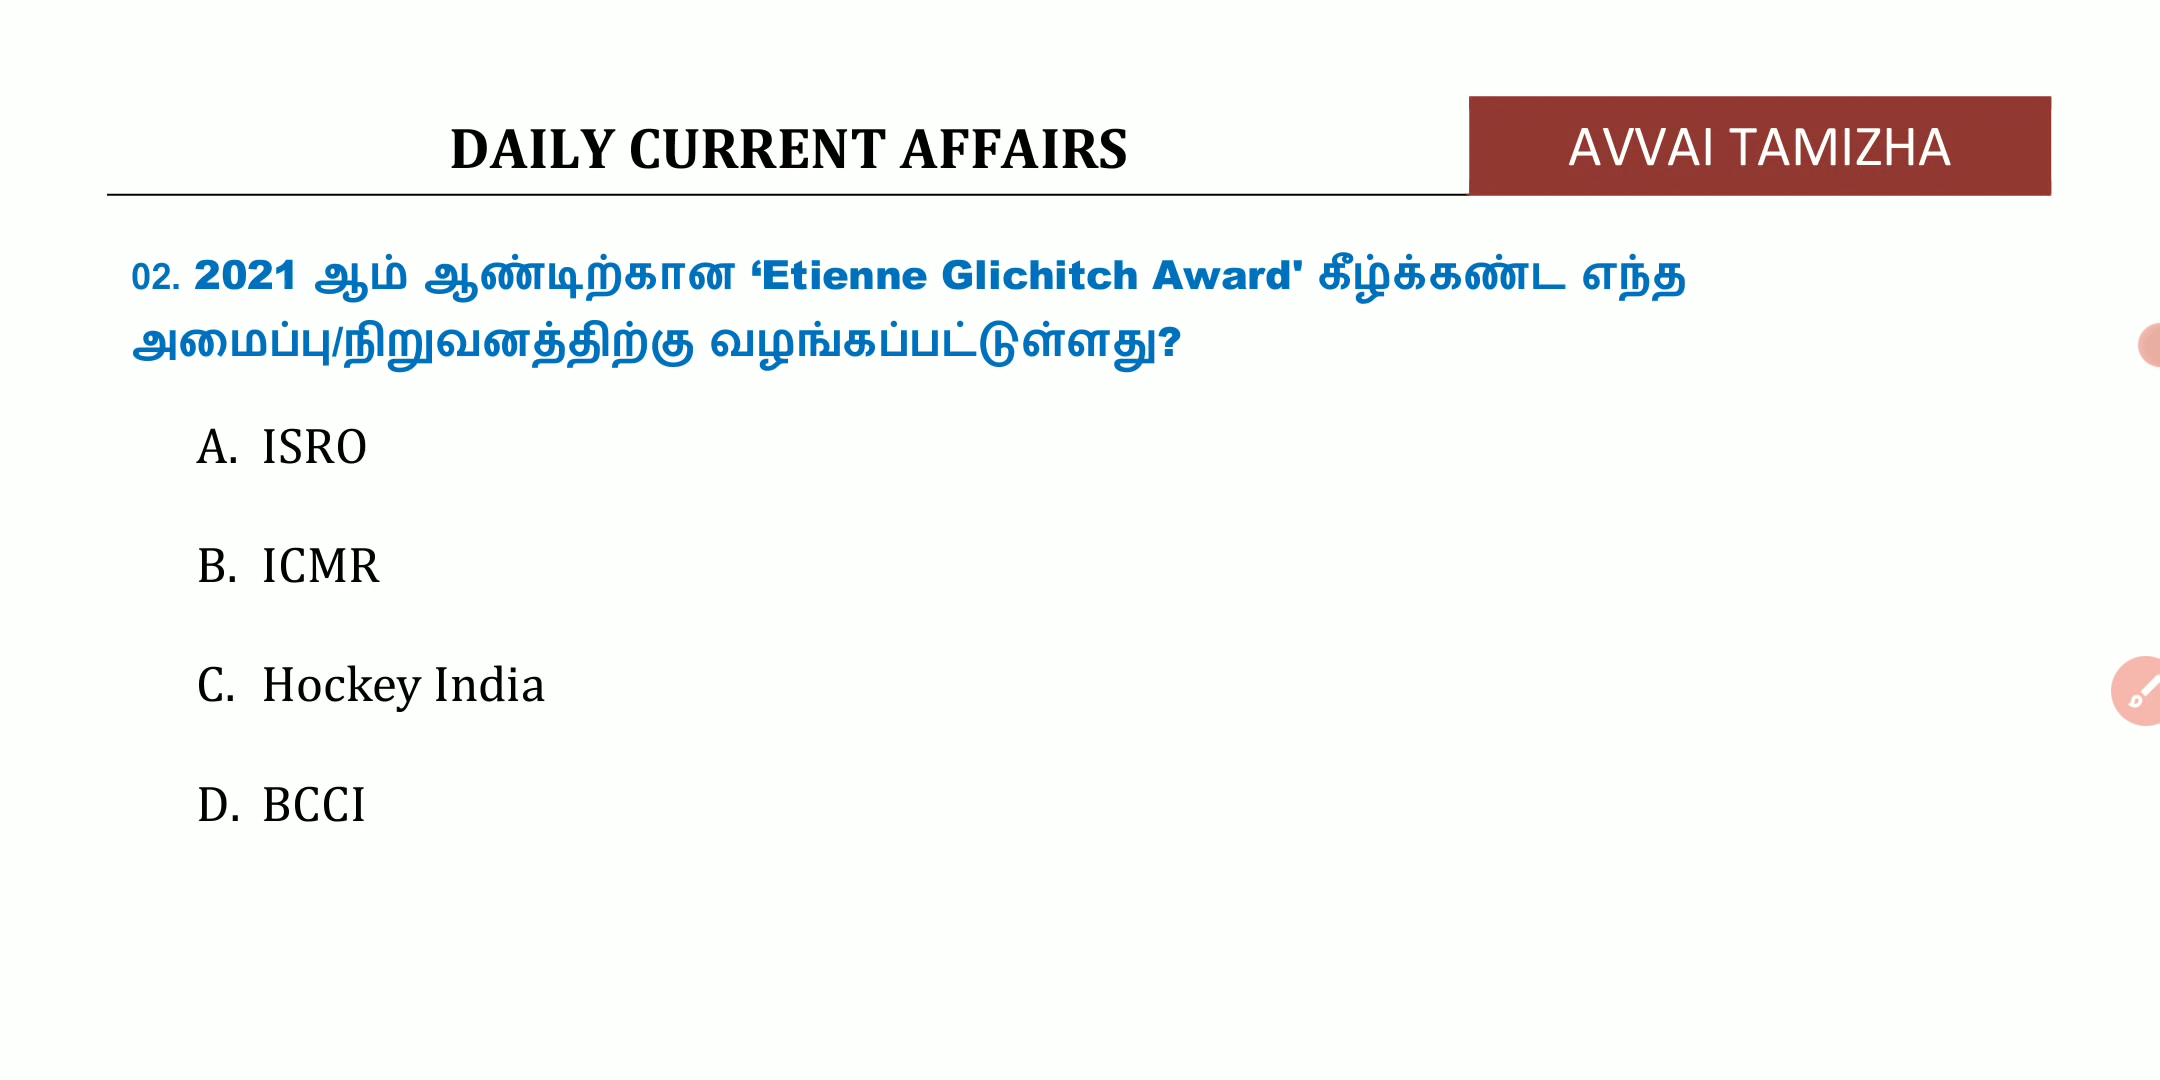 DAILY CURRENT AFFAIRS
AVVAI TAMIZHA
02. 2021 ஆம் ஆண்டிற்கான ‘Etienne Glichitch Award' கீழ்க்கண்ட எந்த
அமைப்பு/நிறுவனத்திற்கு வழங்கப்பட்டுள்ளது?
A. ISRO
B. ICMR
C. Hockey India
D. BCCI